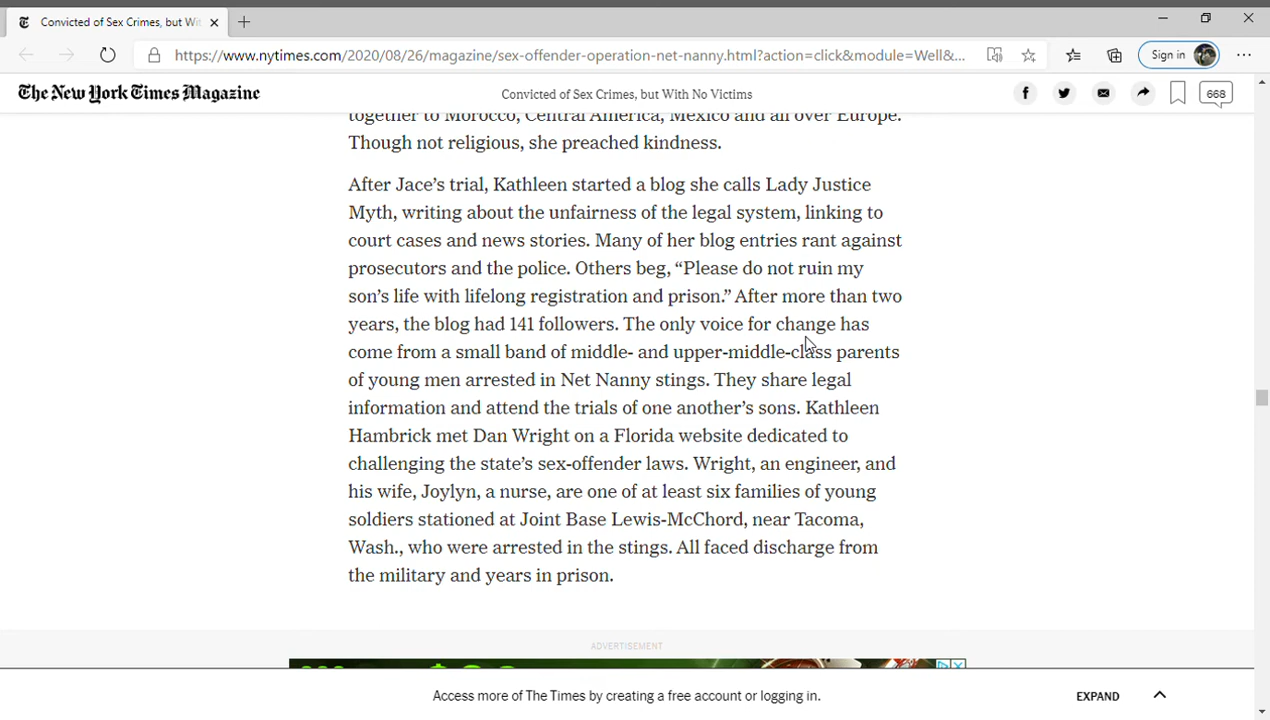 Convicted of Sex Crimes, but Wit
https://www.nytimes.com/2020/08/26/magazine/sex-offender-operation-net-nanny.html?action=click&module=Well&...
Sign in
The New York Times Magazine
Convicted of Sex Crimes, but With No Victims
668
together to Morocco, Central America, Mexico and all over Europe.
Though not religious, she preached kindness.
After Jace’s trial, Kathleen started a blog she calls Lady Justice
Myth, writing about the unfairness of the legal system, linking to
court cases and news stories. Many of her blog entries rant against
prosecutors and the police. Others beg, “Please do not ruin my
son’s life with lifelong registration and prison.” After more than two
years, the blog had 141 followers. The only voice for change has
come from a small band of middle- and upper-middle-class parents
of young men arrested in Net Nanny stings. They share legal
information and attend the trials of one another’s sons. Kathleen
Hambrick met Dan Wright on a Florida website dedicated to
challenging the state’s sex-offender laws. Wright, an engineer, and
his wife, Joylyn, a nurse, are one of at least six families of young
soldiers stationed at Joint Base Lewis-McChord, near Tacoma,
Wash., who were arrested in the stings. All faced discharge from
the military and years in prison.
ADVERTISEMENT
Access more of The Times by creating a free account or logging in.
EXPAND